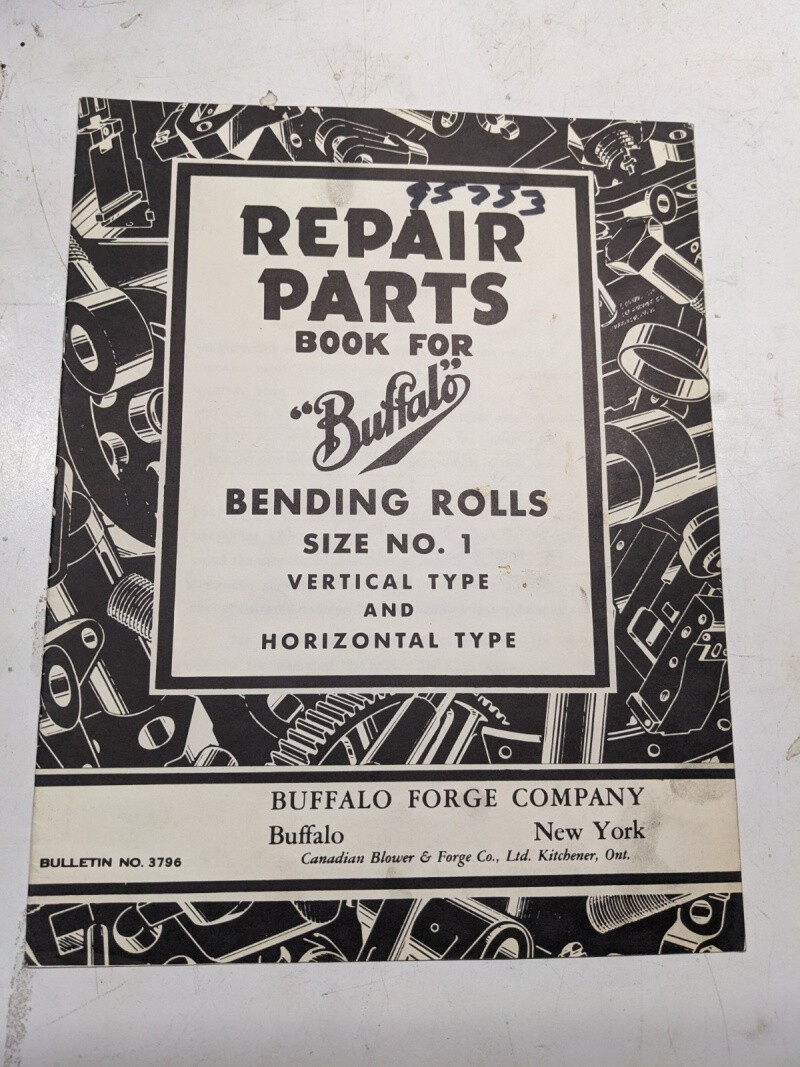 95753
REPAIR
PARTS
BOOK FOR
"Buffalo"
BENDING ROLLS
SIZE NO. 1
VERTICAL TYPE
AND
HORIZONTAL TYPE
BUFFALO FORGE COMPANY
Buffalo New York
Canadian Blower & Forge Co., Ltd. Kitchener, Ont.
BULLETIN NO. 3796